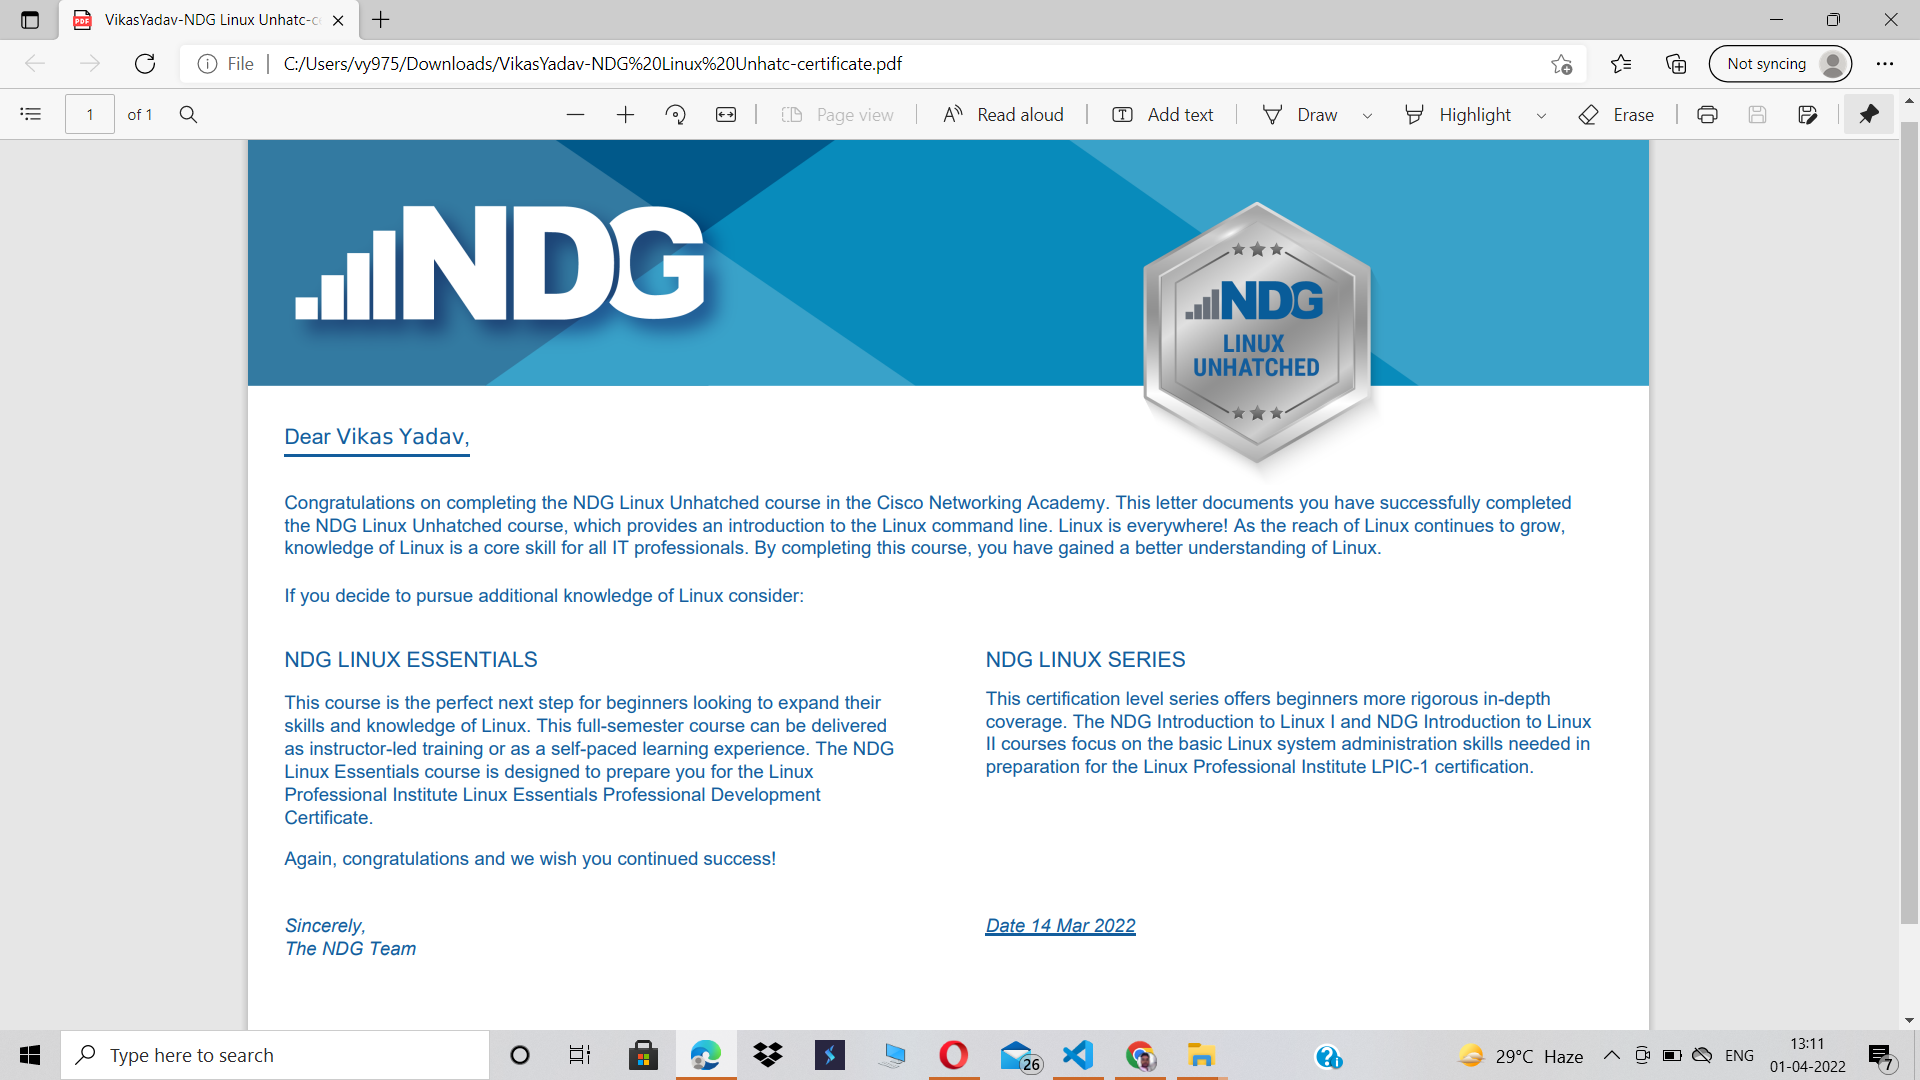 VikasYadav-NDG Linux Unhatc-c
File
C:/Users/vy975/Downloads/VikasYadav-NDG%20Linux%20Unhatc-certificate.pdf
Not syncing
1 of 1
Page view
Read aloud
Add text
Draw
Highlight
Erase
NDG
NDG
LINUX
UNHATCHED
Dear Vikas Yadav,
Congratulations on completing the NDG Linux Unhatched course in the Cisco Networking Academy. This letter documents you have successfully completed
the NDG Linux Unhatched course, which provides an introduction to the Linux command line. Linux is everywhere! As the reach of Linux continues to grow,
knowledge of Linux is a core skill for all IT professionals. By completing this course, you have gained a better understanding of Linux.
If you decide to pursue additional knowledge of Linux consider:
NDG LINUX ESSENTIALS
This course is the perfect next step for beginners looking to expand their
skills and knowledge of Linux. This full-semester course can be delivered
as instructor-led training or as a self-paced learning experience. The NDG
Linux Essentials course is designed to prepare you for the Linux
Professional Institute Linux Essentials Professional Development
Certificate.
Again, congratulations and we wish you continued success!
NDG LINUX SERIES
This certification level series offers beginners more rigorous in-depth
coverage. The NDG Introduction to Linux I and NDG Introduction to Linux
II courses focus on the basic Linux system administration skills needed in
preparation for the Linux Professional Institute LPIC-1 certification.
Sincerely,
The NDG Team
Date 14 Mar 2022
Type here to search
26
29°C Haze
ENG
13:11
01-04-2022
7